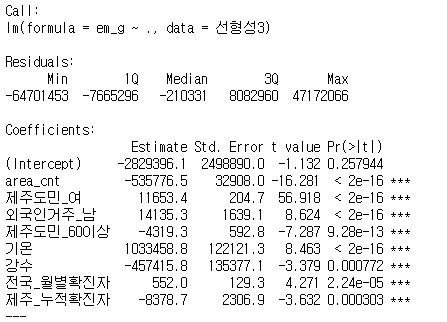 Call:
lm(formula = em_g ~ ., data = 선형성3)
Residuals:
Min 1Q Median 3Q Max
-64701453 -7665296 -210331 8082960 47172066
Coefficients:
Estimate Std. Error t value Pr(>|t|)
(Intercept) -2829396.1 2498890.0 -1.132 0.257944
area_cnt -535776.5 32908.0 -16.281 < 2e-16 ***
제주도민_여 11653.4 204.7 56.918 < 2e-16 ***
외국인거주_남 14135.3 1639.1 8.624 < 2e-16 ***
제주도민_60이상 -4319.3 592.8 -7.287 9.28e-13 ***
기온 1033458.8 122121.3 8.463 < 2e-16 ***
강수 -457415.8 135377.1 -3.379 0.000772 ***
전국_월별확진자 552.0 129.3 4.271 2.24e-05 ***
제주_누적확진자 -8378.7 2306.9 -3.632 0.000303 ***
---